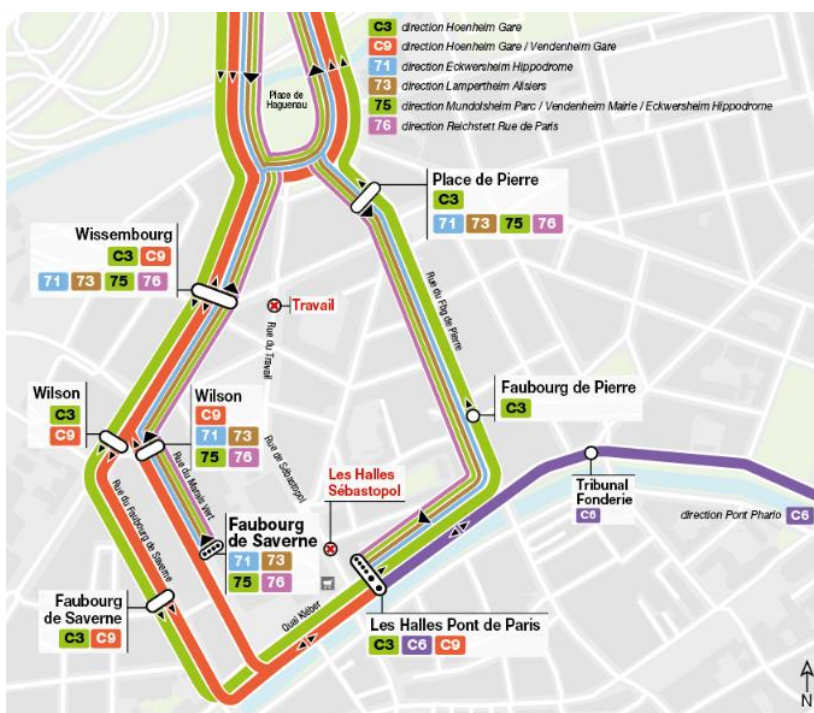 C3 direction Hoenheim Gare
C9 direction Hoenheim Gare / Vendenheim Gare
71 direction Eckwersheim Hippodrome
73 direction Lampertheim Alisiers
75 direction Mundolsheim Parc / Vendenheim Mairie / Eckwersheim Hippodrome
76 direction Reichstett Rue de Paris
Place de
Haguenau
Place de Pierre
C3
71 73 75 76
Wissembourg
C3 C9
71 73 75 76
Travail
Rue du Travail
Rue du Fbg de Pierre
Wilson
C3
C9
Wilson
C9
71 73
75 76
Faubourg de Pierre
C3
Rue du Marais Vert
Rue de Sébastopol
Les Halles
Sébastopol
Tribunal
Fonderie
C6
direction Pont Phario C6
Rue du Faubourg de Saverne
Faubourg
de Saverne
71 73
75 76
Faubourg
de Saverne
C3 C9
Quai Kléber
Les Halles Pont de Paris
C3 C6 C9
N